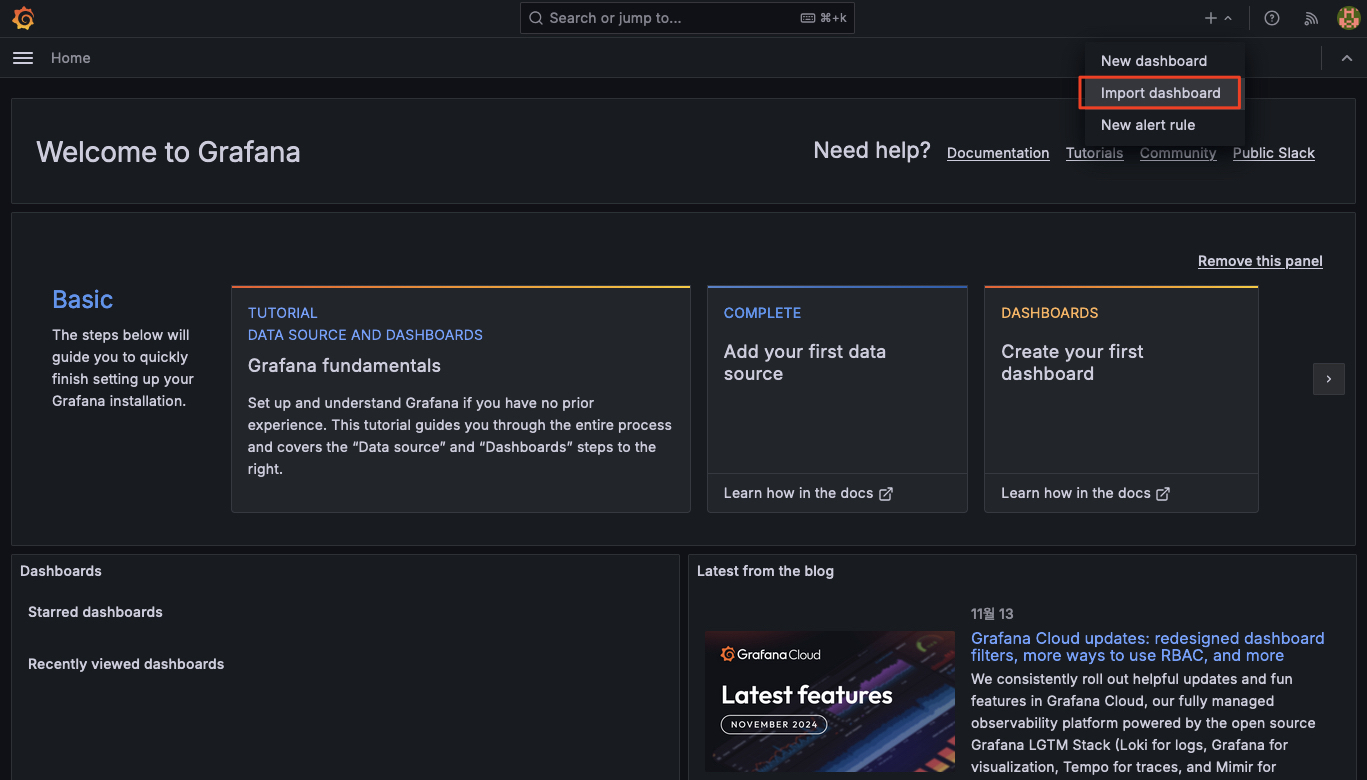 Search or jump to...
⌘+k
Home
New dashboard
Import dashboard
New alert rule
Welcome to Grafana
Need help?
Documentation
Tutorials
Community
Public Slack
Remove this panel
Basic
The steps below will
guide you to quickly
finish setting up your
Grafana installation.
TUTORIAL
DATA SOURCE AND DASHBOARDS
Grafana fundamentals
Set up and understand Grafana if you have no prior
experience. This tutorial guides you through the entire process
and covers the “Data source” and “Dashboards” steps to the
right.
COMPLETE
Add your first data
source
Learn how in the docs
DASHBOARDS
Create your first
dashboard
Learn how in the docs
Dashboards
Starred dashboards
Recently viewed dashboards
Latest from the blog
Grafana Cloud
Latest features
NOVEMBER 2024
11월 13
Grafana Cloud updates: redesigned dashboard
filters, more ways to use RBAC, and more
We consistently roll out helpful updates and fun
features in Grafana Cloud, our fully managed
observability platform powered by the open source
Grafana LGTM Stack (Loki for logs, Grafana for
visualization, Tempo for traces, and Mimir for